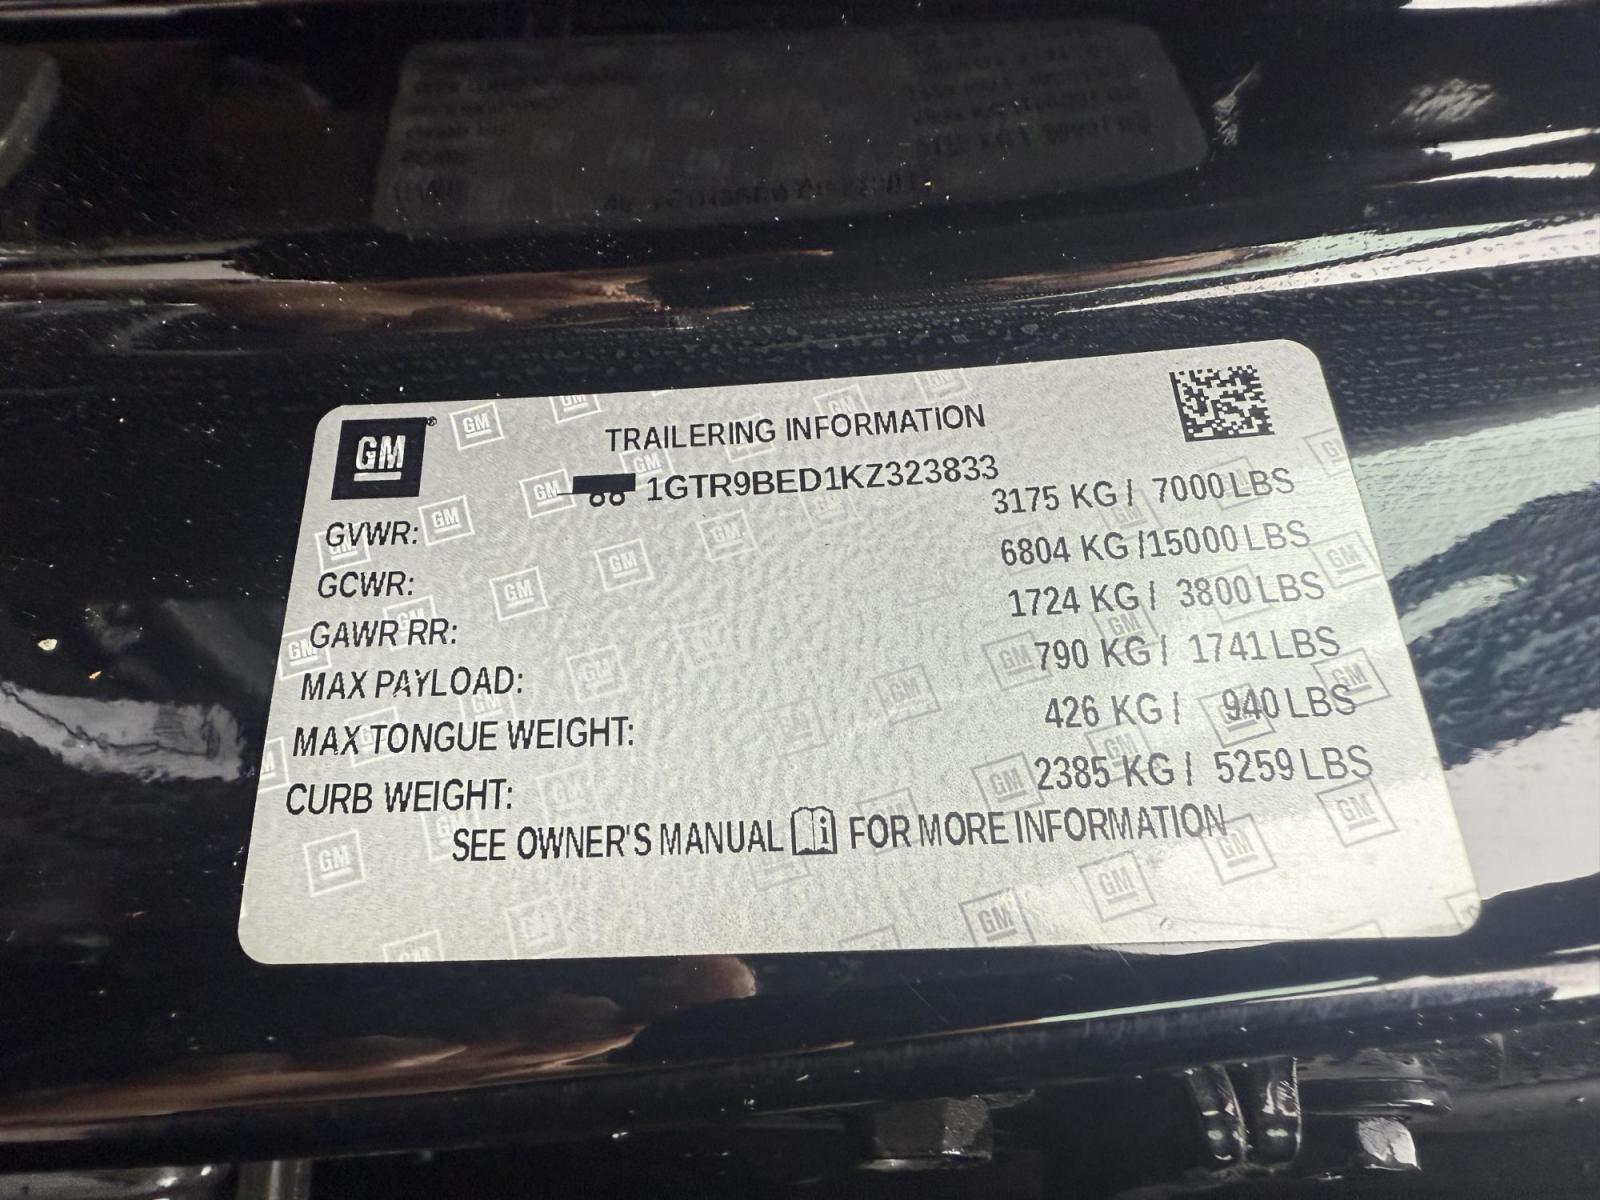 GM®
TRAILERING INFORMATION
1GTR9BED1KZ323833
GVWR: 3175 KG / 7000 LBS
GCWR: 6804 KG /15000 LBS
GAWR RR: 1724 KG / 3800 LBS
MAX PAYLOAD: 790 KG / 1741 LBS
MAX TONGUE WEIGHT: 426 KG / 940 LBS
CURB WEIGHT: 2385 KG / 5259 LBS
SEE OWNER'S MANUAL FOR MORE INFORMATION